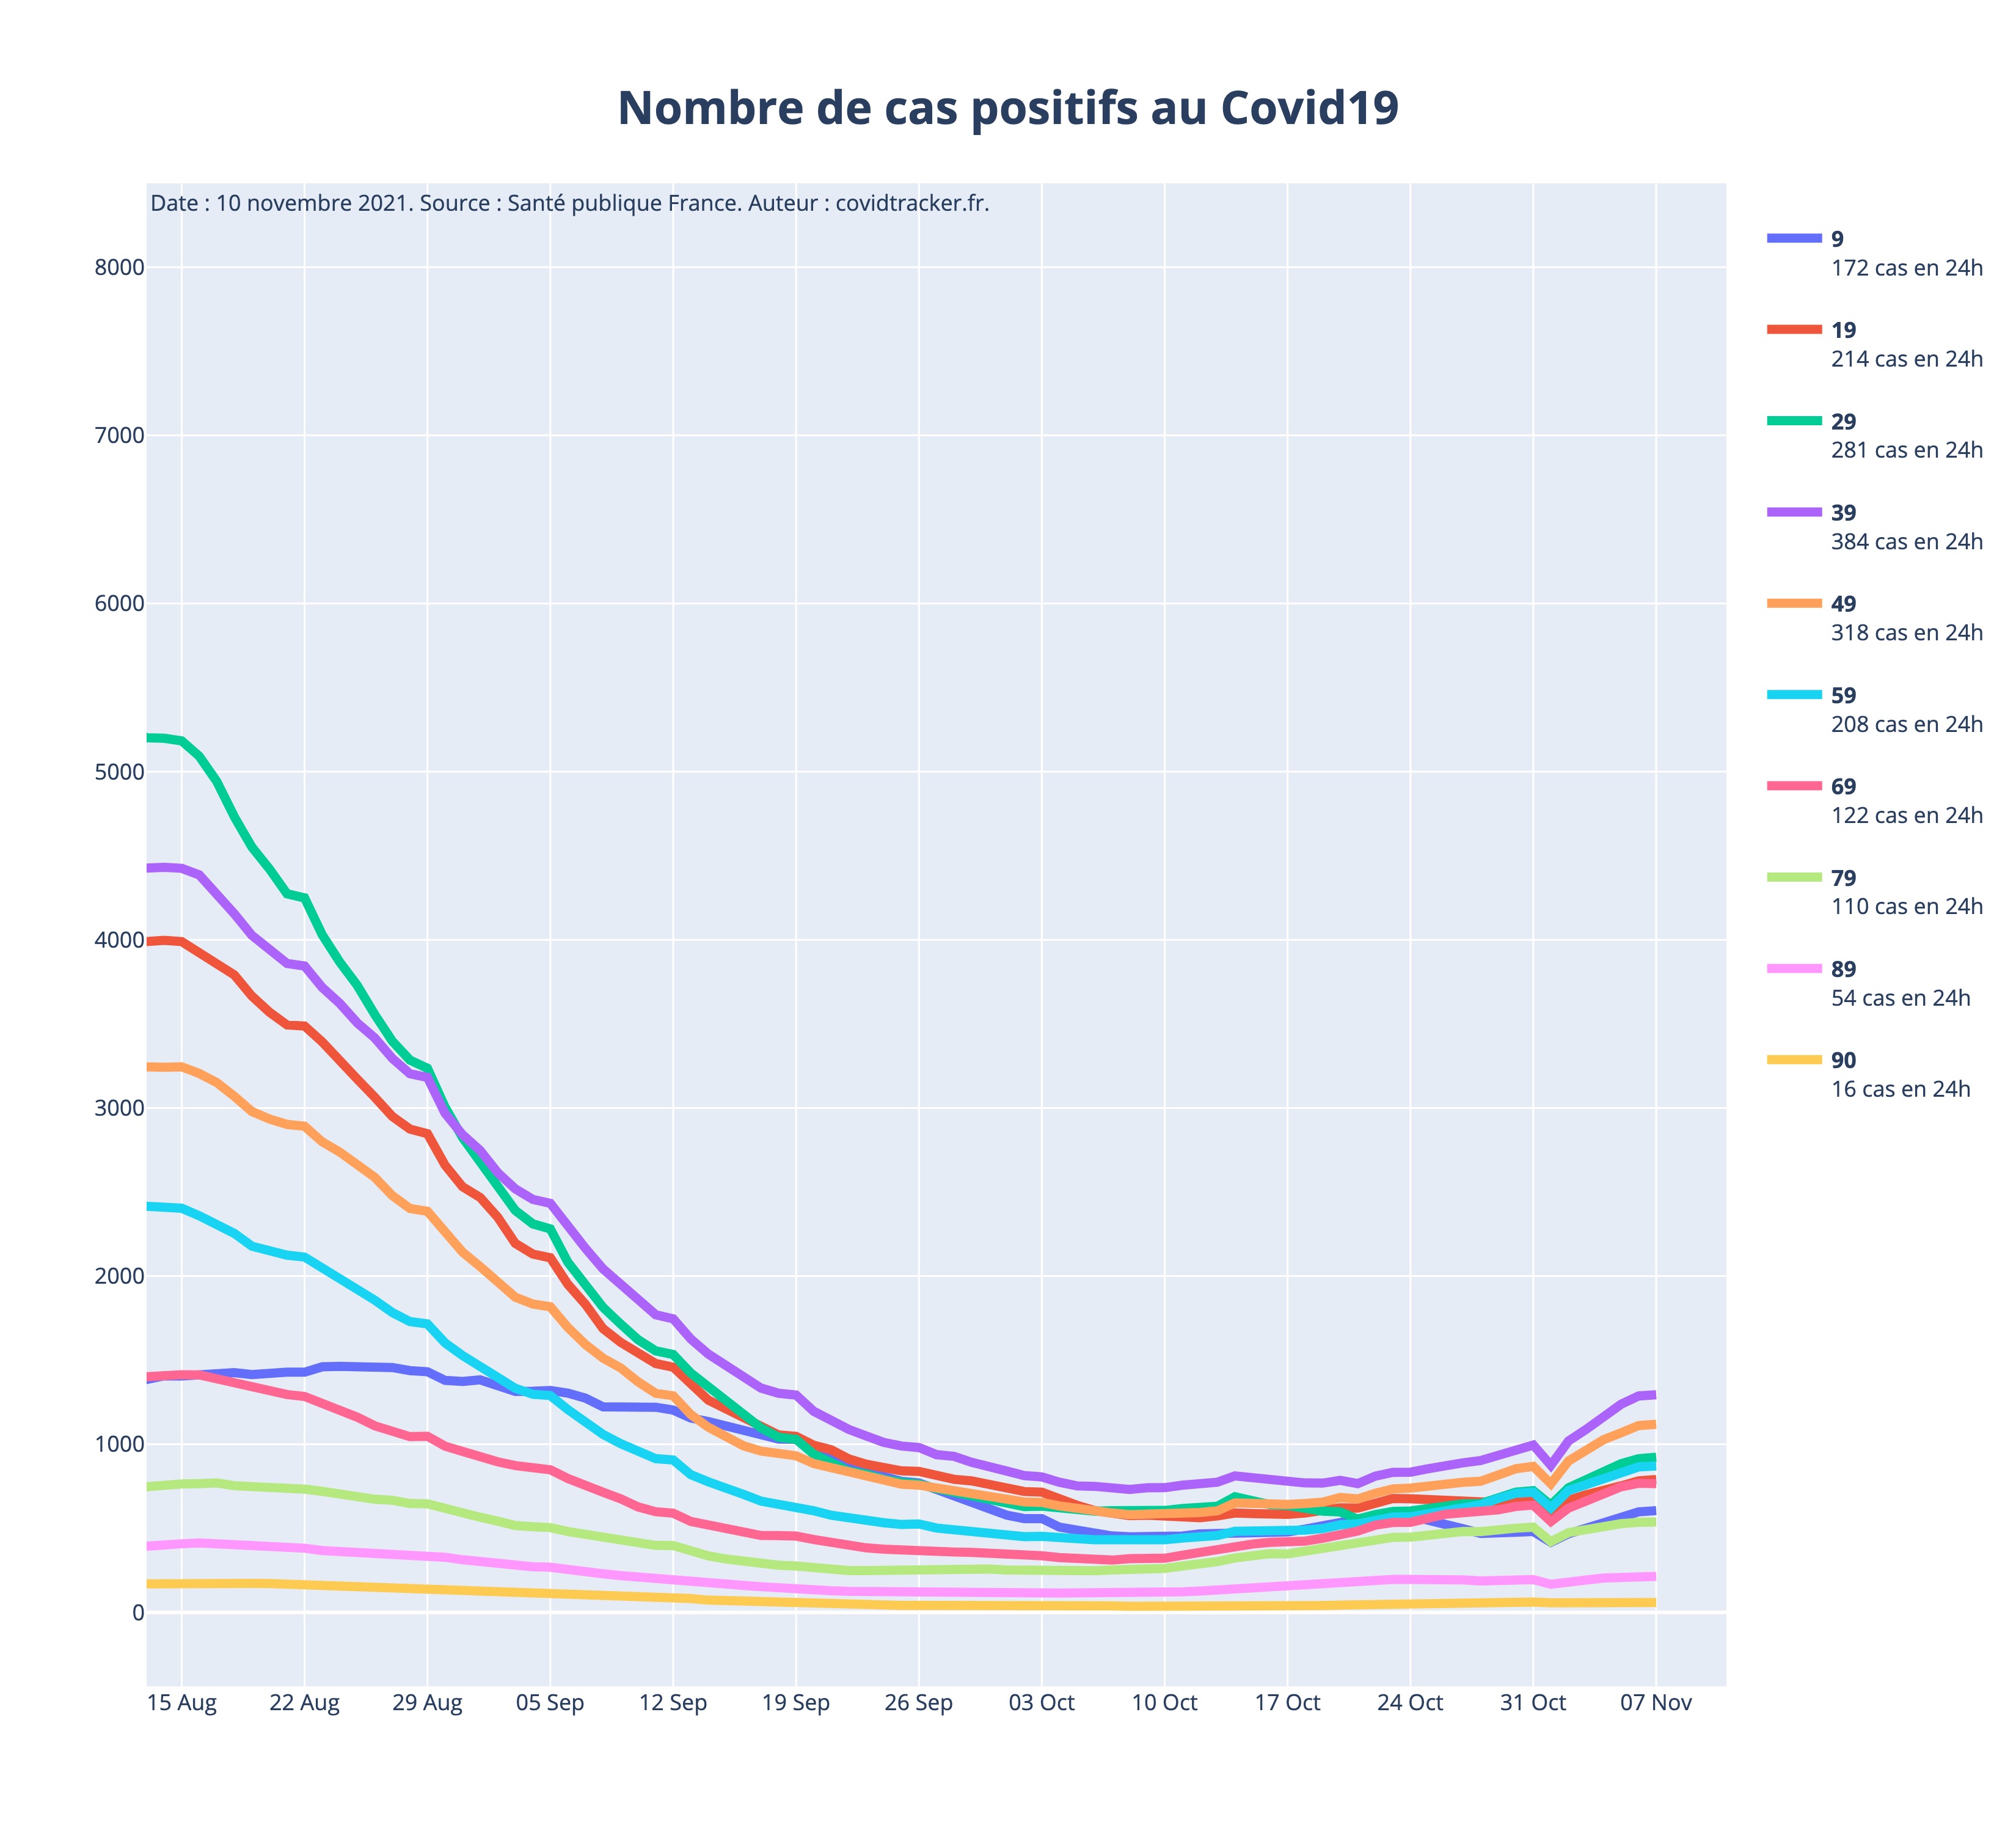 Nombre de cas positifs au Covid19
Date : 10 novembre 2021. Source : Santé publique France. Auteur : covidtracker.fr.
8000
7000
6000
5000
4000
3000
2000
1000
0
15 Aug
22 Aug
29 Aug
05 Sep
12 Sep
19 Sep
26 Sep
03 Oct
10 Oct
17 Oct
24 Oct
31 Oct
07 Nov
9
172 cas en 24h
19
214 cas en 24h
29
281 cas en 24h
39
384 cas en 24h
49
318 cas en 24h
59
208 cas en 24h
69
122 cas en 24h
79
110 cas en 24h
89
54 cas en 24h
90
16 cas en 24h